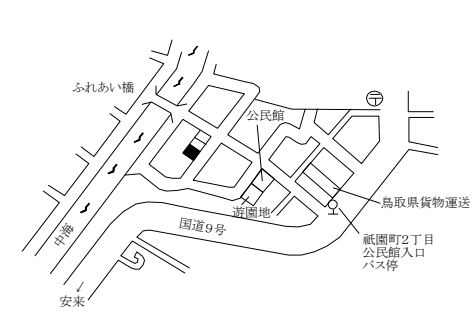 ふれあい橋
〒
公民館
鳥取県貨物運送
遊園地
国道9号
祇園町2丁目
公民館入口
バス停
中海
安来